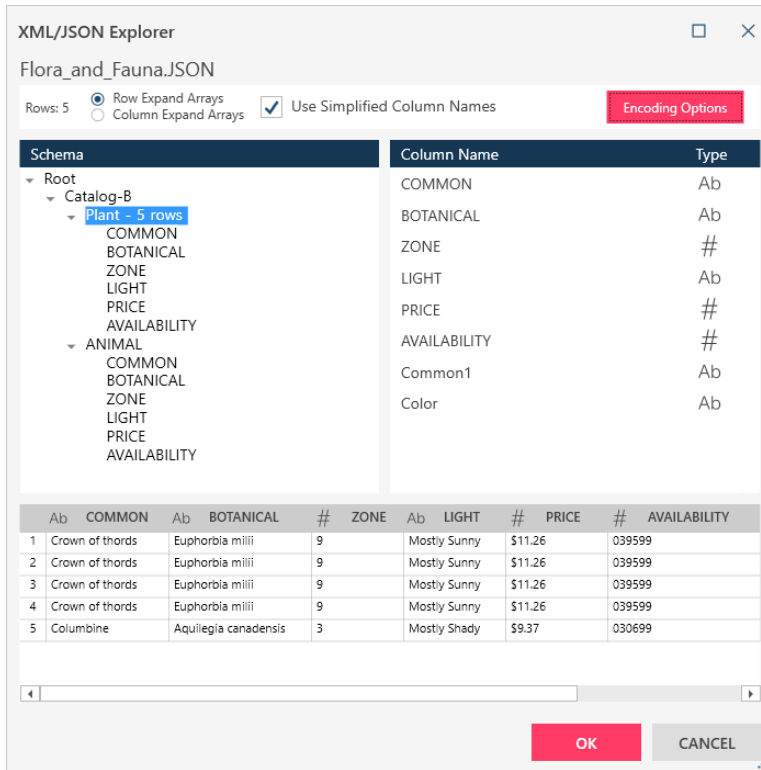 XML/JSON Explorer
Flora_and_Fauna.JSON
Rows: 5
Row Expand Arrays
Column Expand Arrays
Use Simplified Column Names
Encoding Options
Schema
Root
Catalog-B
Plant - 5 rows
COMMON
BOTANICAL
ZONE
LIGHT
PRICE
AVAILABILITY
ANIMAL
COMMON
BOTANICAL
ZONE
LIGHT
PRICE
AVAILABILITY
Column Name Type
COMMON Ab
BOTANICAL Ab
ZONE #
LIGHT Ab
PRICE #
AVAILABILITY #
Common1 Ab
Color Ab
Ab COMMON Ab BOTANICAL # ZONE Ab LIGHT # PRICE # AVAILABILITY
1 Crown of thords Euphorbia milii 9 Mostly Sunny $11.26 039599
2 Crown of thords Euphorbia milii 9 Mostly Sunny $11.26 039599
3 Crown of thords Euphorbia milii 9 Mostly Sunny $11.26 039599
4 Crown of thords Euphorbia milii 9 Mostly Sunny $11.26 039599
5 Columbine Aquilegia canadensis 3 Mostly Shady $9.37 030699
OK CANCEL